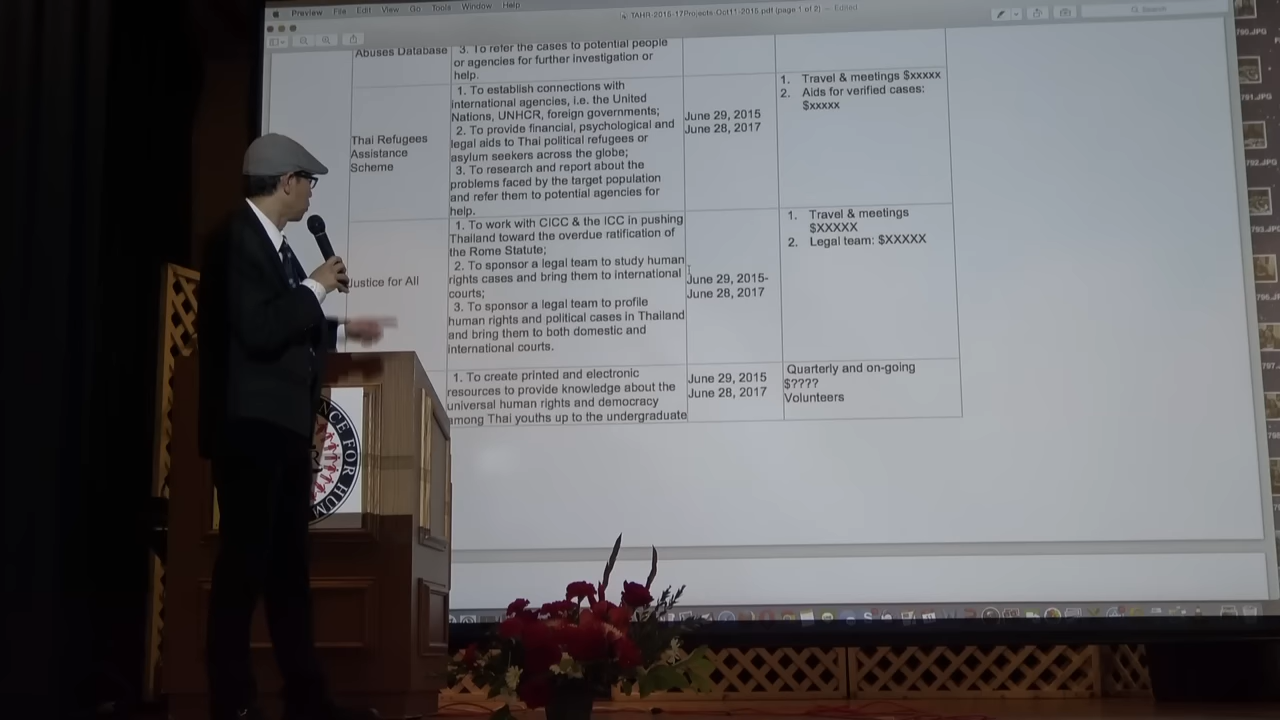 Preview File Edit View Go Tools Window Help
TAHR-2015-17Projects-Oct11-2015.pdf (page 1 of 2) — Edited
Search
Abuses Database
3. To refer the cases to potential people
or agencies for further investigation or
help.
Thai Refugees
Assistance
Scheme
1. To establish connections with
international agencies, i.e. the United
Nations, UNHCR, foreign governments;
2. To provide financial, psychological and
legal aids to Thai political refugees or
asylum seekers across the globe;
3. To research and report about the
problems faced by the target population
and refer them to potential agencies for
help.
June 29, 2015
June 28, 2017
1. Travel & meetings $xxxxx
2. Aids for verified cases:
$xxxxx
Justice for All
1. To work with CICC & the ICC in pushing
Thailand toward the overdue ratification of
the Rome Statute;
2. To sponsor a legal team to study human
rights cases and bring them to international
courts;
3. To sponsor a legal team to profile
human rights and political cases in Thailand
and bring them to both domestic and
international courts.
June 29, 2015-
June 28, 2017
1. Travel & meetings
$XXXXX
2. Legal team: $XXXXX
1. To create printed and electronic
resources to provide knowledge about the
universal human rights and democracy
among Thai youths up to the undergraduate
June 29, 2015
June 28, 2017
Quarterly and on-going
$????
Volunteers
NCE FOR HUM
791.JPG
792.JPG